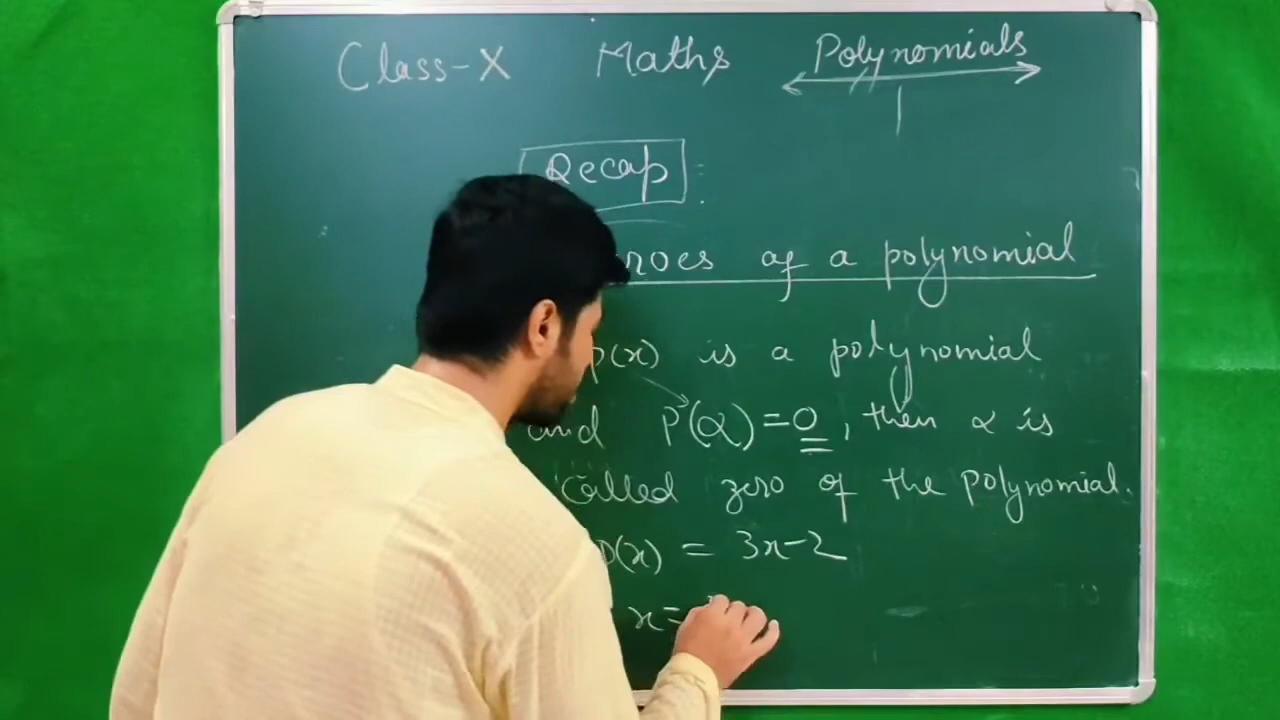 Class-X Maths Polynomials
Recap
roes of a polynomial
p(x) is a polynomial
and P(α)=0, then α is
called zero of the polynomial.
p(x) = 3x-2
x=